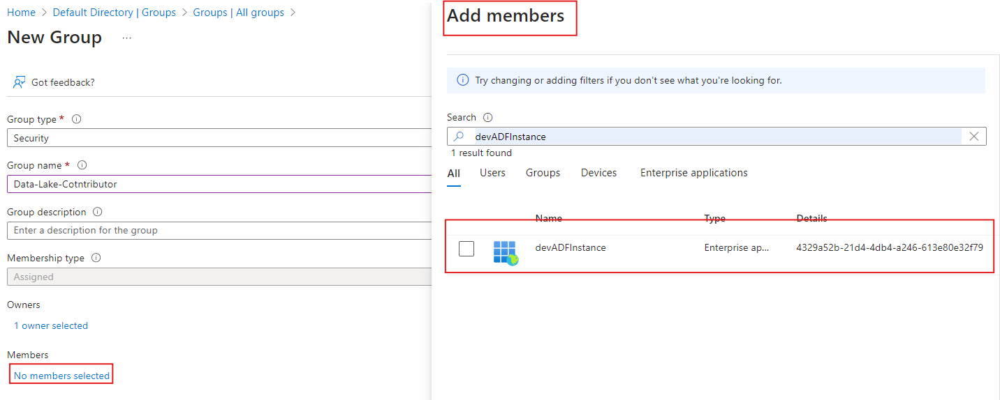 Home > Default Directory | Groups > Groups | All groups >
New Group ...
Got feedback?
Group type *
Security
Group name *
Data-Lake-Cotntributor
Group description
Enter a description for the group
Membership type
Assigned
Owners
1 owner selected
Members
No members selected
Add members
Try changing or adding filters if you don't see what you're looking for.
Search
devADFInstance
1 result found
All Users Groups Devices Enterprise applications
Name Type Details
devADFInstance Enterprise ap... 4329a52b-21d4-4db4-a246-613e80e32f79